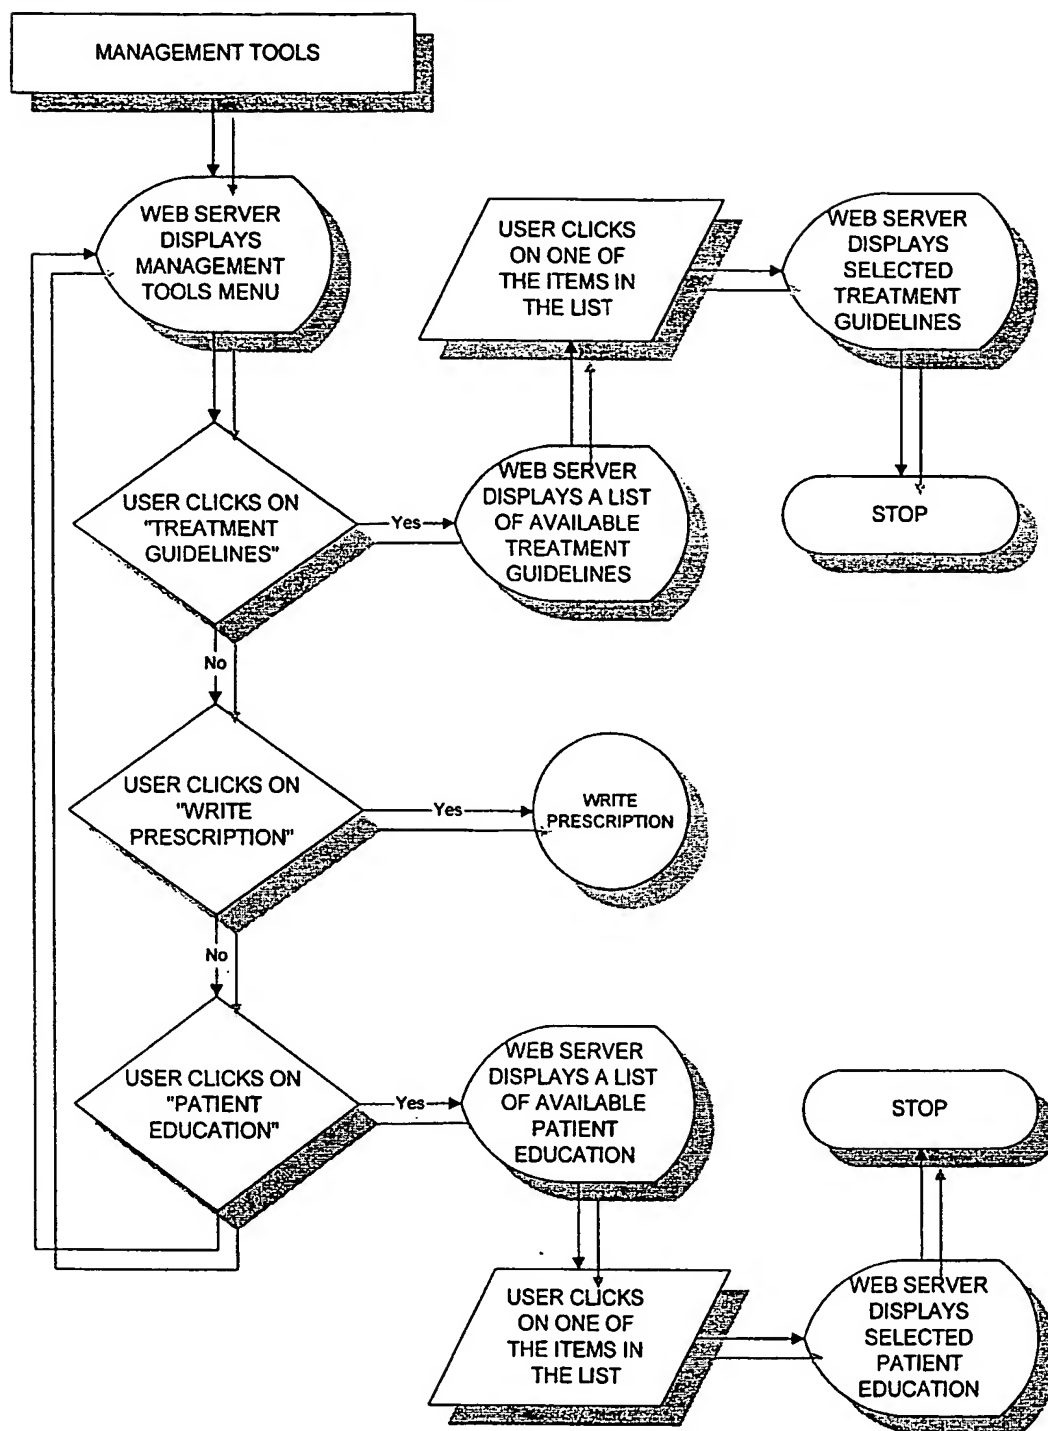 MANAGEMENT TOOLS
WEB SERVER
DISPLAYS
MANAGEMENT
TOOLS MENU
USER CLICKS
ON ONE OF
THE ITEMS IN
THE LIST
WEB SERVER
DISPLAYS
SELECTED
TREATMENT
GUIDELINES
USER CLICKS ON
"TREATMENT
GUIDELINES"
Yes
WEB SERVER
DISPLAYS A LIST
OF AVAILABLE
TREATMENT
GUIDELINES
STOP
No
USER CLICKS ON
"WRITE
PRESCRIPTION"
Yes
WRITE
PRESCRIPTION
No
USER CLICKS ON
"PATIENT
EDUCATION"
Yes
WEB SERVER
DISPLAYS A LIST
OF AVAILABLE
PATIENT
EDUCATION
STOP
USER CLICKS
ON ONE OF
THE ITEMS IN
THE LIST
WEB SERVER
DISPLAYS
SELECTED
PATIENT
EDUCATION